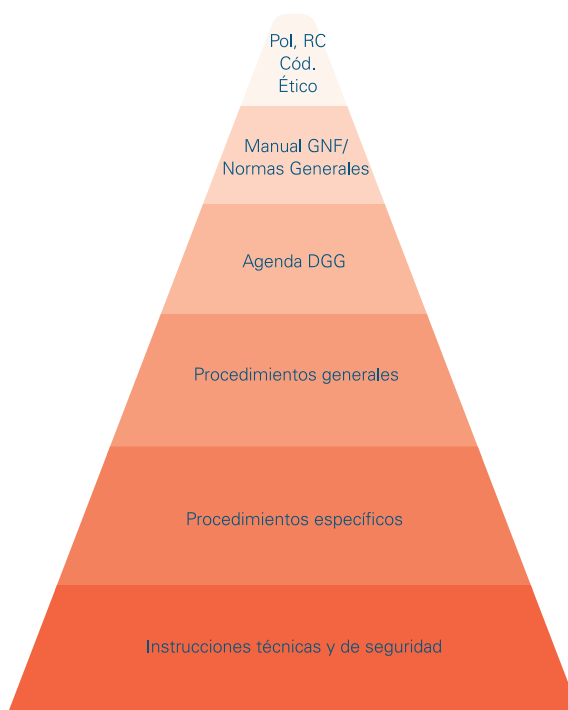 Pol, RC
Cód.
Ético
Manual GNF/
Normas Generales
Agenda DGG
Procedimientos generales
Procedimientos específicos
Instrucciones técnicas y de seguridad